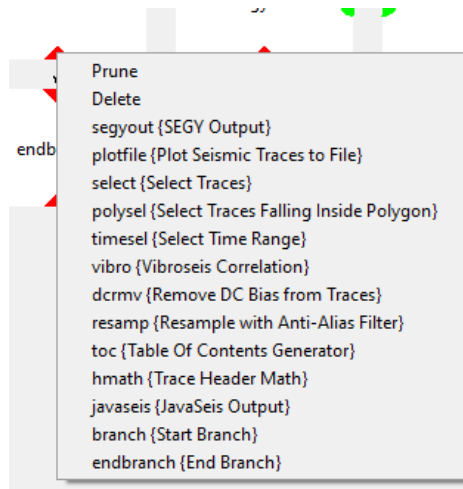 Prune
Delete
segyout {SEGY Output}
endb
plotfile {Plot Seismic Traces to File}
select {Select Traces}
polysel {Select Traces Falling Inside Polygon}
timesel {Select Time Range}
vibro {Vibroseis Correlation}
dcrmv {Remove DC Bias from Traces}
resamp {Resample with Anti-Alias Filter}
toc {Table Of Contents Generator}
hmath {Trace Header Math}
javaseis {JavaSeis Output}
branch {Start Branch}
endbranch {End Branch}